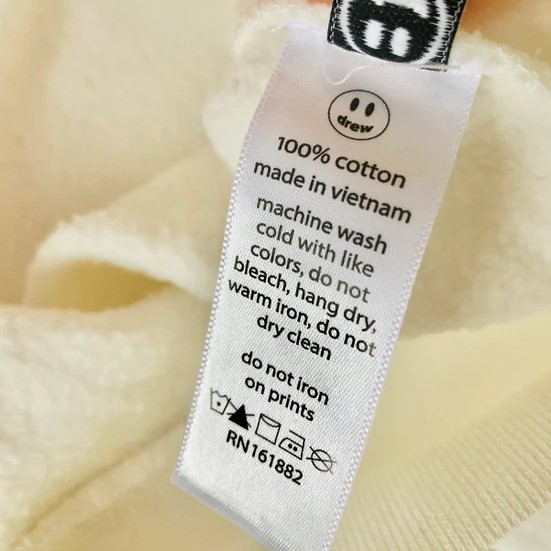 drew
100% cotton
made in vietnam
machine wash
cold with like
colors, do not
bleach, hang dry,
warm iron, do not
dry clean
do not iron
on prints
RN161882